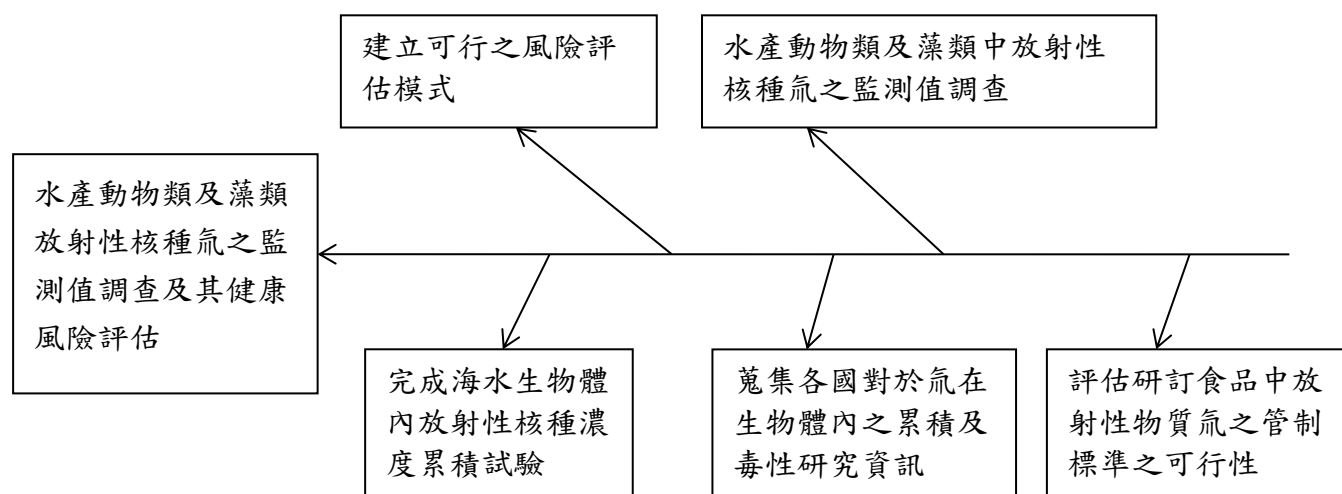 建立可行之風險評
估模式
水產動物類及藻類中放射性
核種氚之監測值調查
水產動物類及藻類
放射性核種氚之監
測值調查及其健康
風險評估
完成海水生物體
內放射性核種濃
度累積試驗
蒐集各國對於氚在
生物體內之累積及
毒性研究資訊
評估研訂食品中放
射性物質氚之管制
標準之可行性